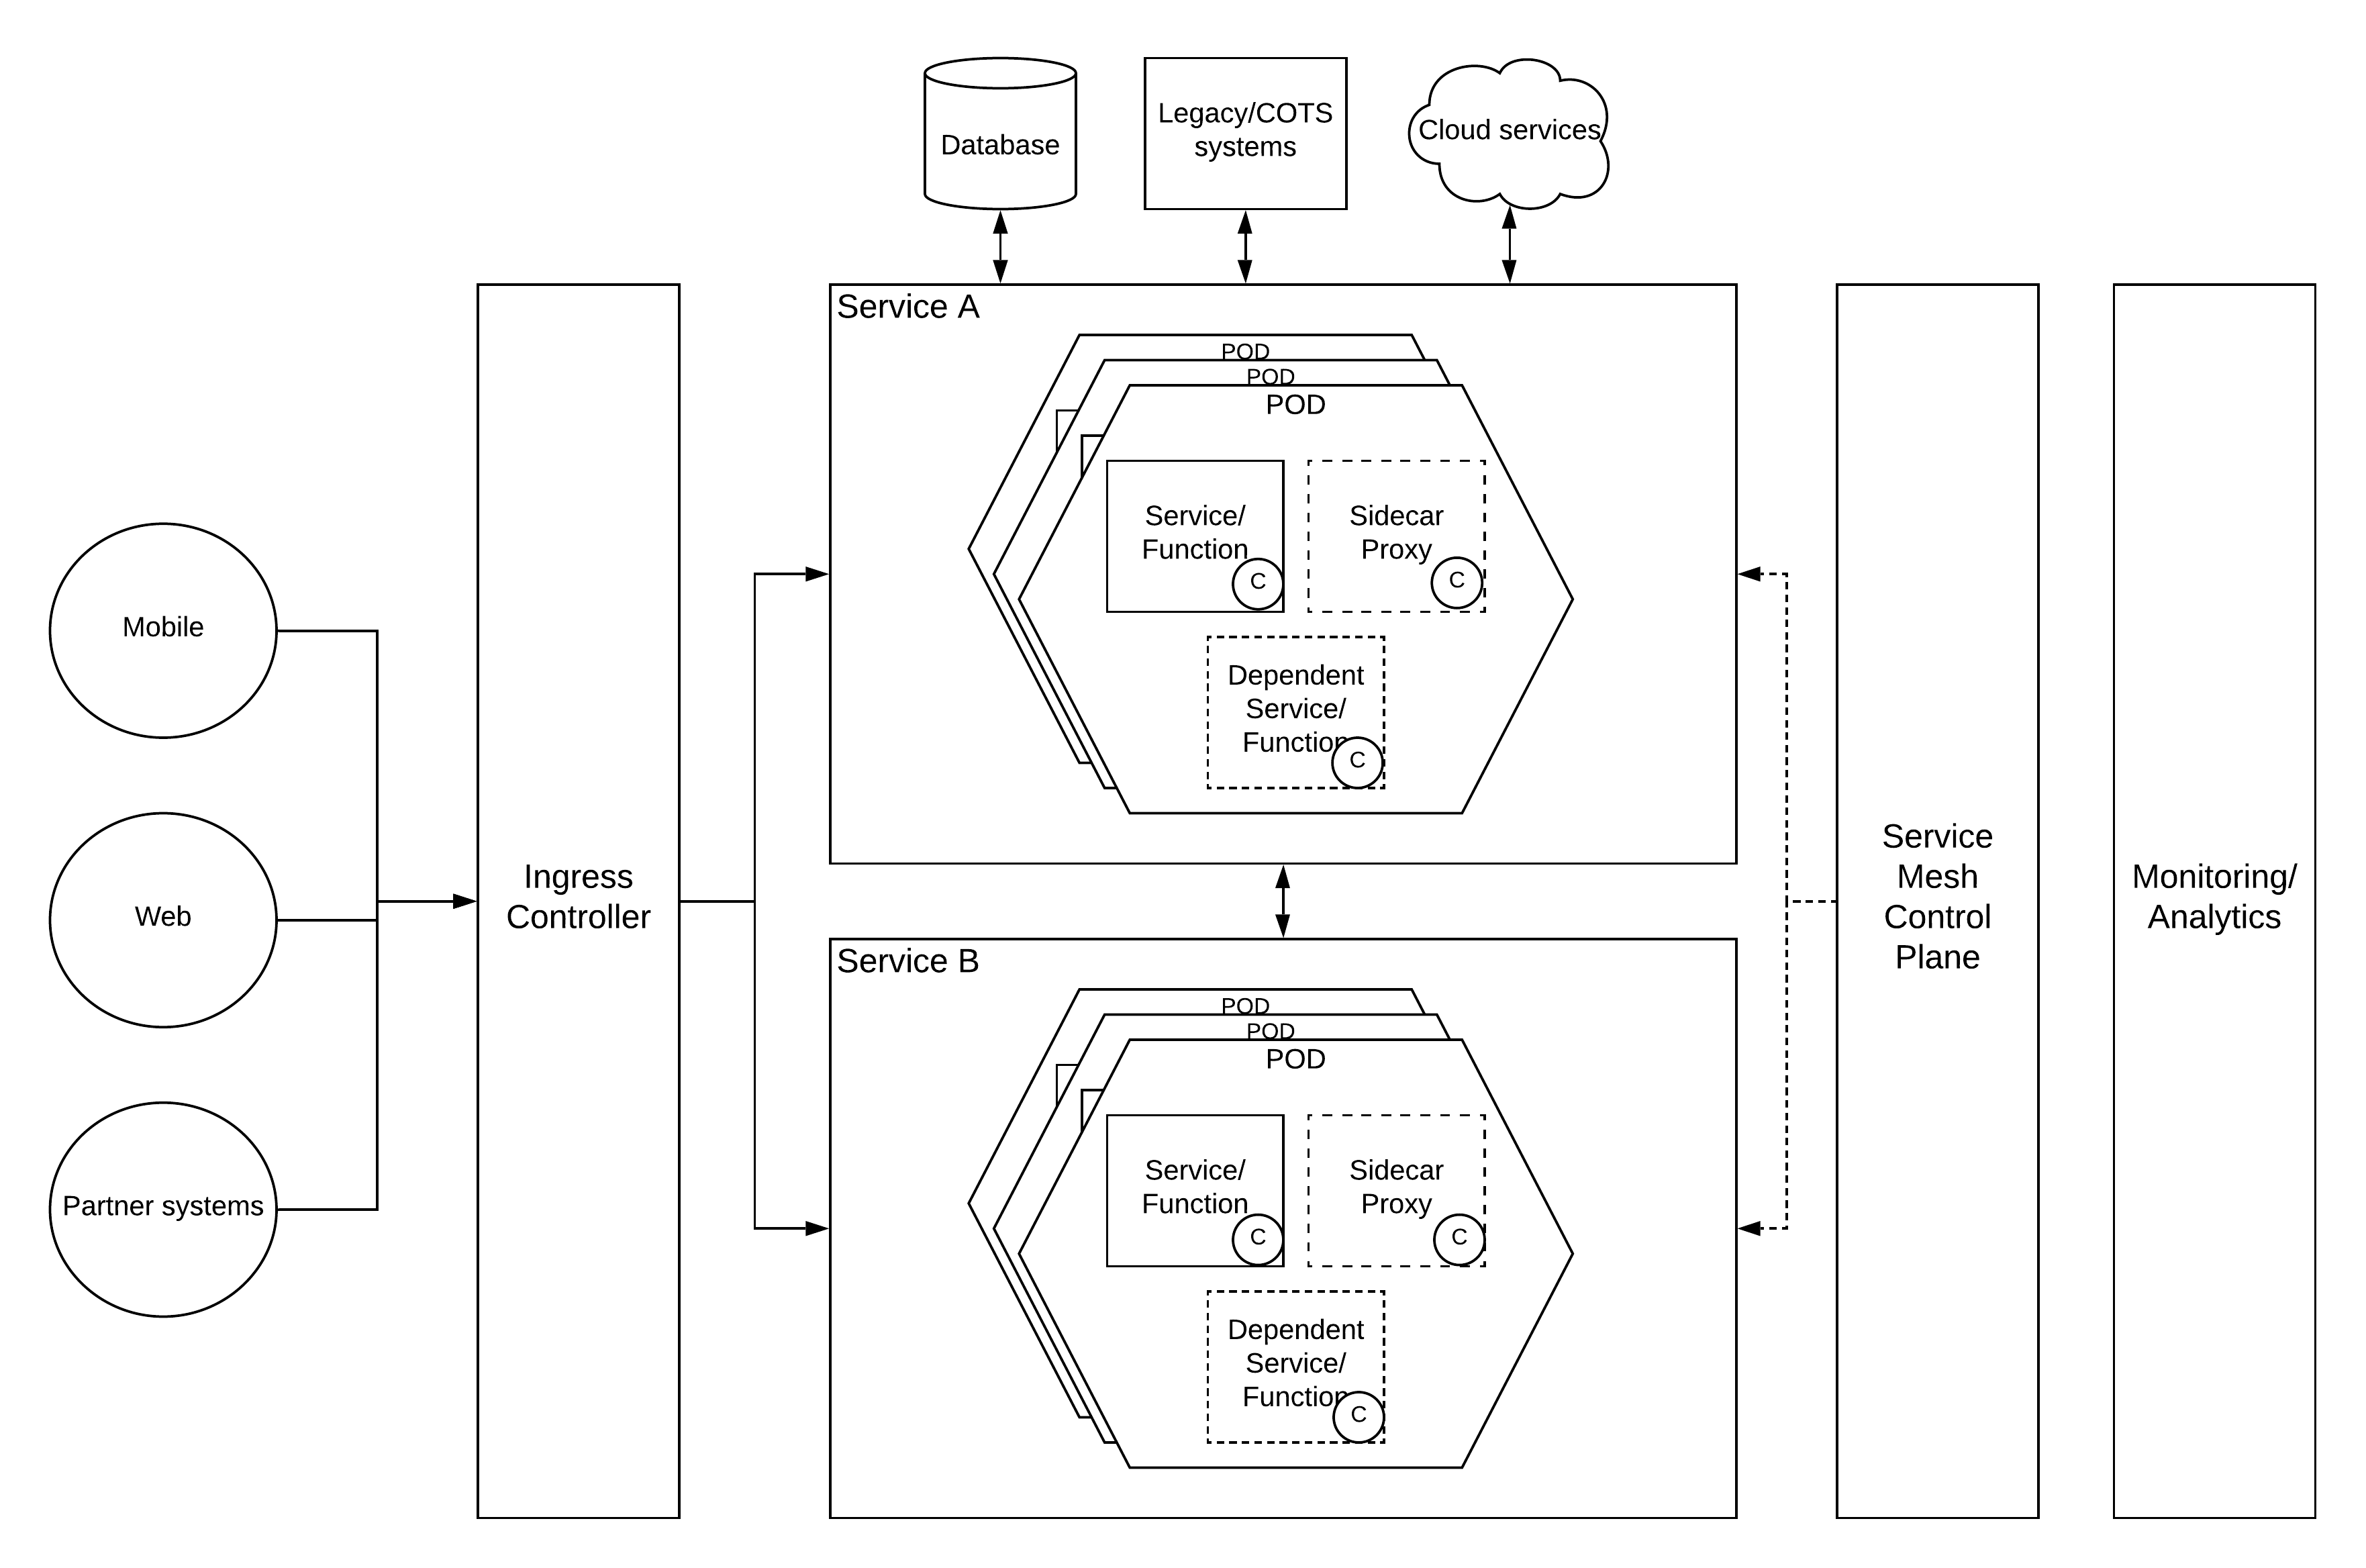 Database
Legacy/COTS
systems
Cloud services
Service A
POD
POD
POD
Service/
Function
C
Sidecar
Proxy
C
Dependent
Service/
Function
C
Mobile
Web
Partner systems
Ingress
Controller
Service B
POD
POD
POD
Service/
Function
C
Sidecar
Proxy
C
Dependent
Service/
Function
C
Service
Mesh
Control
Plane
Monitoring/
Analytics